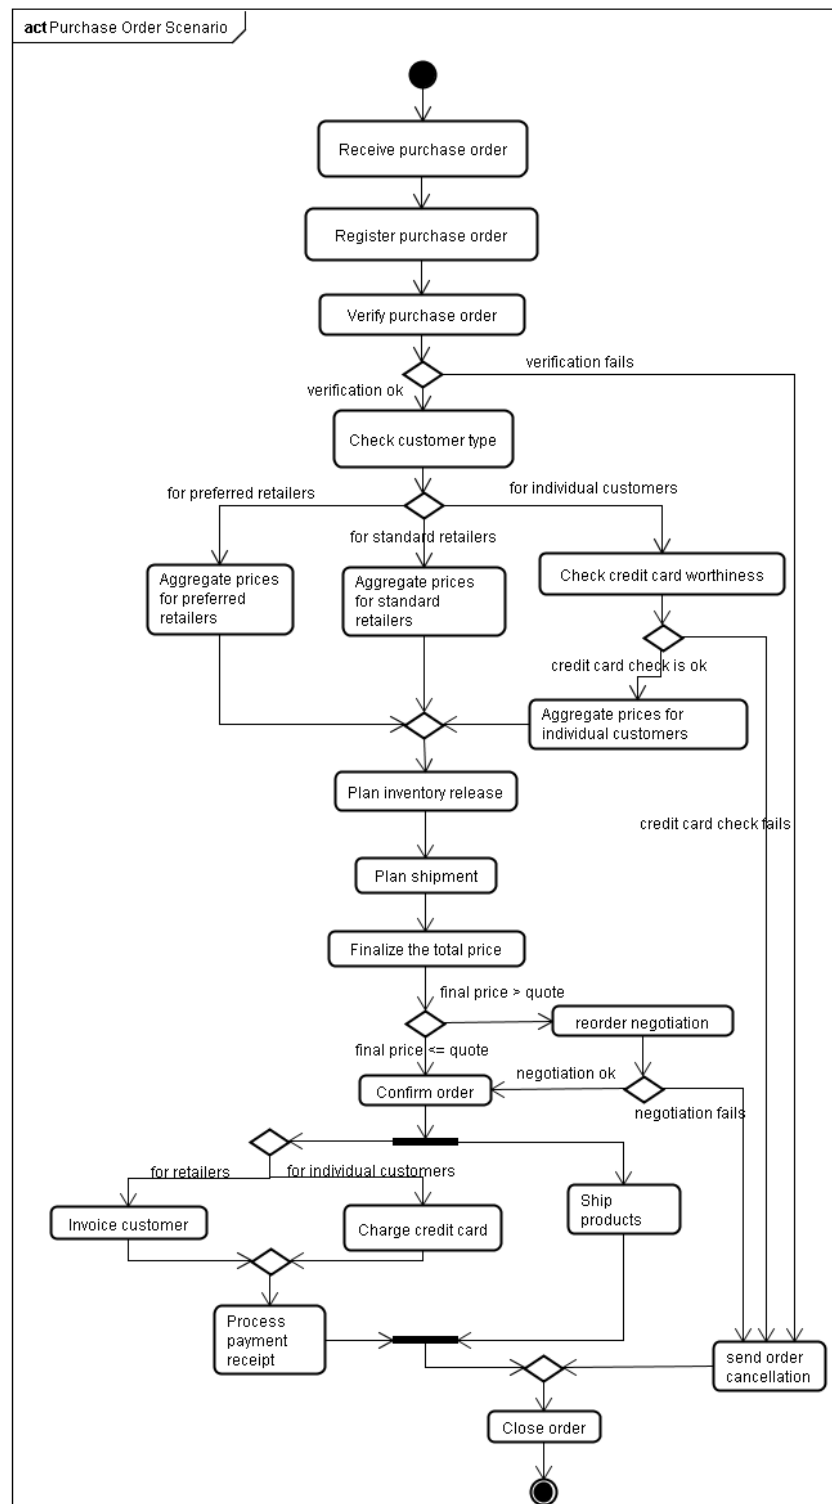 act Purchase Order Scenario
Receive purchase order
Register purchase order
Verify purchase order
verification fails
verification ok
Check customer type
for preferred retailers
for individual customers
for standard retailers
Aggregate prices
for preferred
retailers
Aggregate prices
for standard
retailers
Check credit card worthiness
credit card check is ok
Aggregate prices for
individual customers
Plan inventory release
credit card check fails
Plan shipment
Finalize the total price
final price > quote
reorder negotiation
final price <= quote
negotiation ok
Confirm order
negotiation fails
for retailers
for individual customers
Invoice customer
Charge credit card
Ship
products
Process
payment
receipt
send order
cancellation
Close order